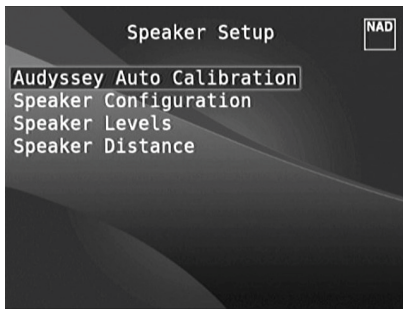 Speaker Setup
NAD
Audyssey Auto Calibration
Speaker Configuration
Speaker Levels
Speaker Distance